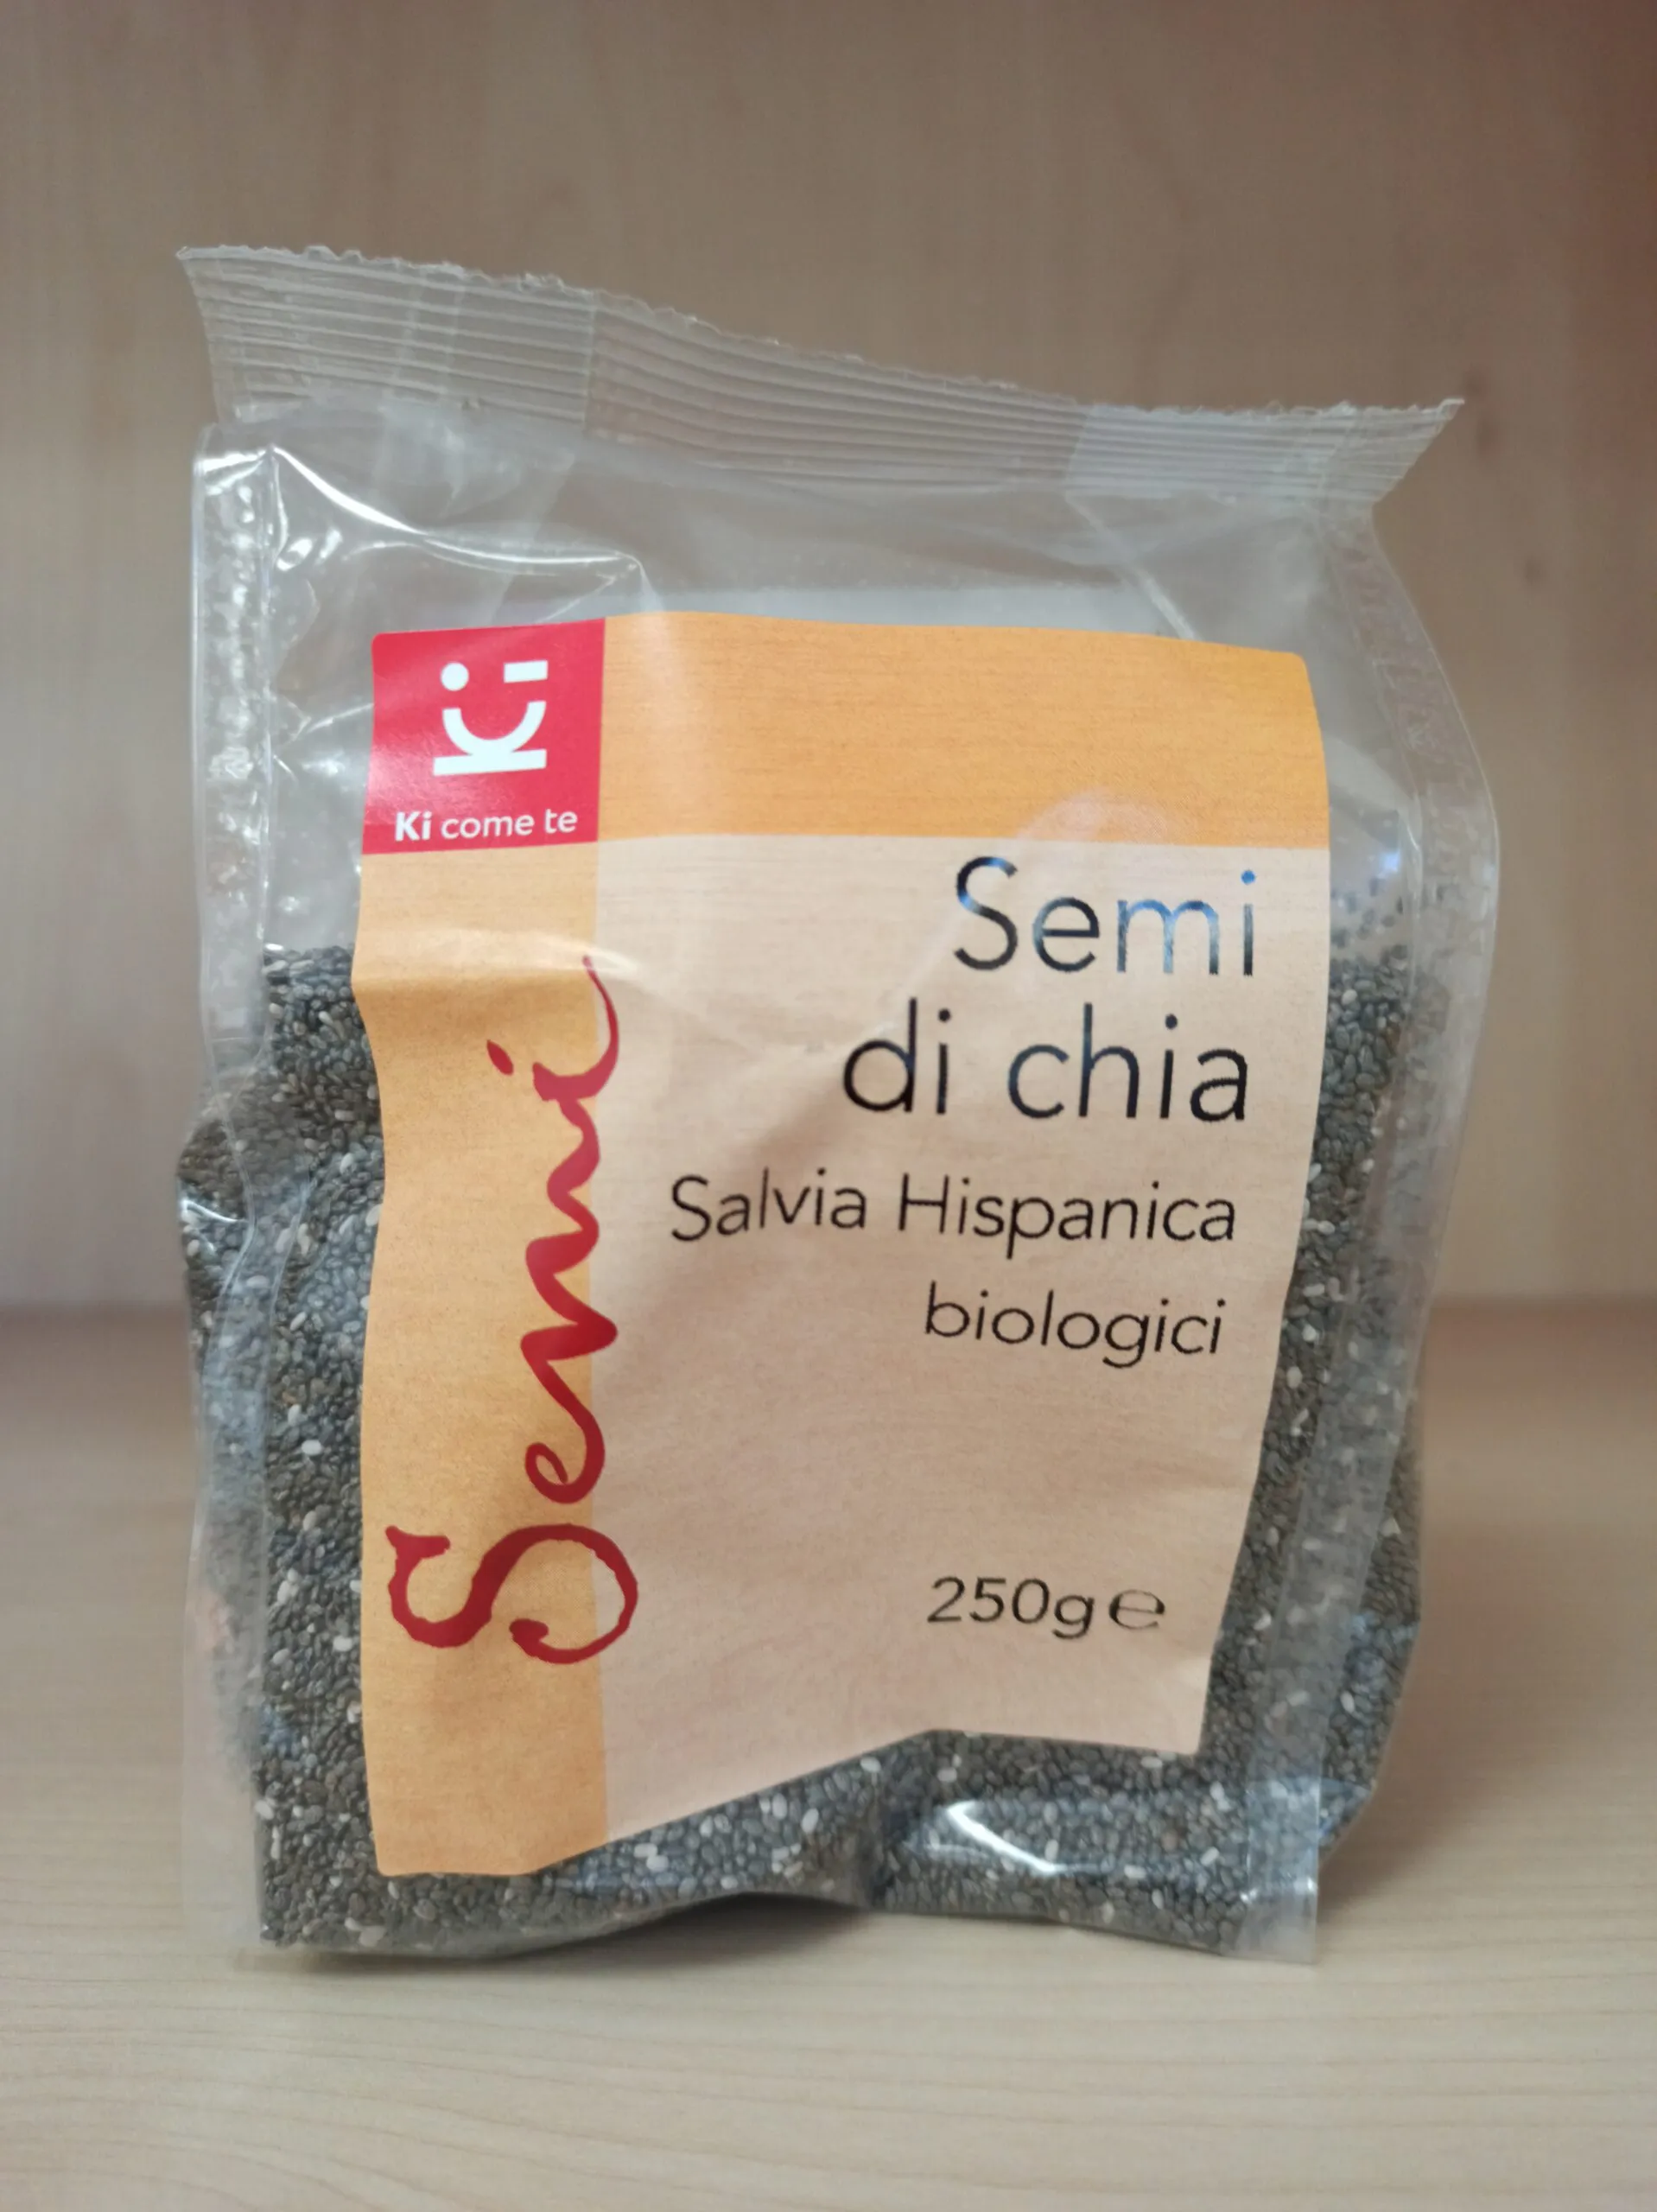 Ki
Ki come te
Semi
Semi
di chia
Salvia Hispanica
biologici
250g℮